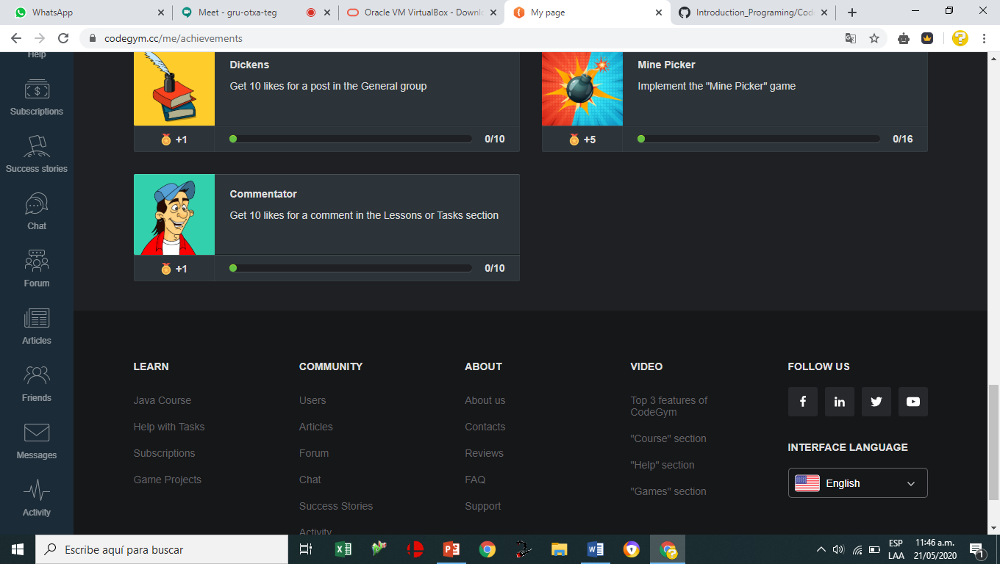 WhatsApp
Meet - gru-otxa-teg
Oracle VM VirtualBox - Downlo
My page
Introduction_Programing/Cod
codegym.cc/me/achievements
Help
Subscriptions
Success stories
Chat
Forum
Articles
Friends
Messages
Activity
Dickens
Get 10 likes for a post in the General group
+1
0/10
Mine Picker
Implement the "Mine Picker" game
+5
0/16
Commentator
Get 10 likes for a comment in the Lessons or Tasks section
+1
0/10
LEARN
Java Course
Help with Tasks
Subscriptions
Game Projects
COMMUNITY
Users
Articles
Forum
Chat
Success Stories
Activity
ABOUT
About us
Contacts
Reviews
FAQ
Support
VIDEO
Top 3 features of
CodeGym
"Course" section
"Help" section
"Games" section
FOLLOW US
INTERFACE LANGUAGE
English
Escribe aquí para buscar
ESP
LAA
11:46 a.m.
21/05/2020
1